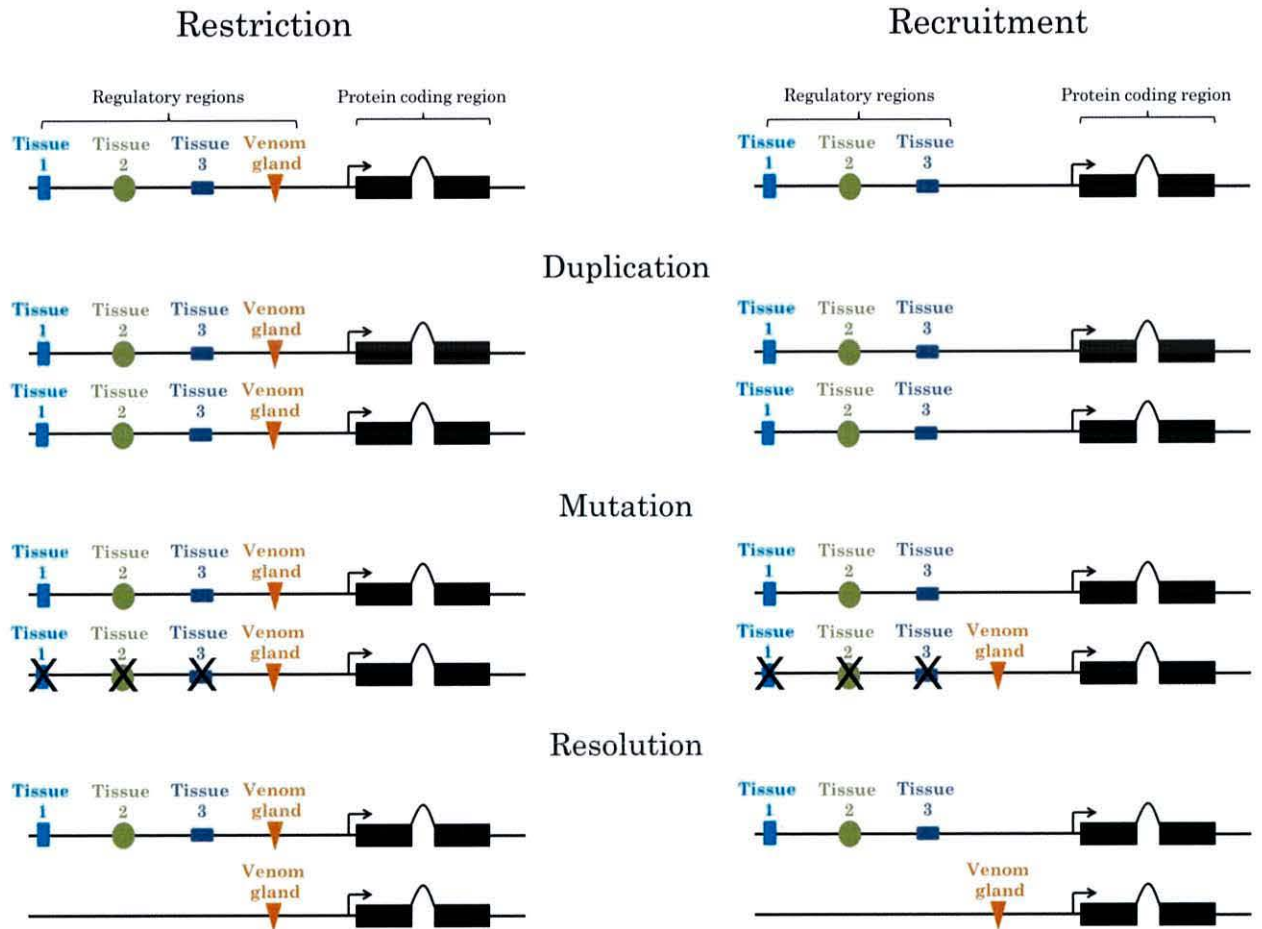 Restriction
Recruitment
Regulatory regions
Protein coding region
Regulatory regions
Protein coding region
Tissue Tissue Tissue Venom
1 2 3 gland
Tissue Tissue Tissue
1 2 3
Duplication
Tissue Tissue Tissue Venom
1 2 3 gland
Tissue Tissue Tissue
1 2 3
Tissue Tissue Tissue Venom
1 2 3 gland
Tissue Tissue Tissue
1 2 3
Mutation
Tissue Tissue Tissue Venom
1 2 3 gland
Tissue Tissue Tissue
1 2 3
Tissue Tissue Tissue Venom
1 2 3 gland
Tissue Tissue Tissue Venom
1 2 3 gland
Resolution
Tissue Tissue Tissue Venom
1 2 3 gland
Tissue Tissue Tissue
1 2 3
Venom
gland
Venom
gland